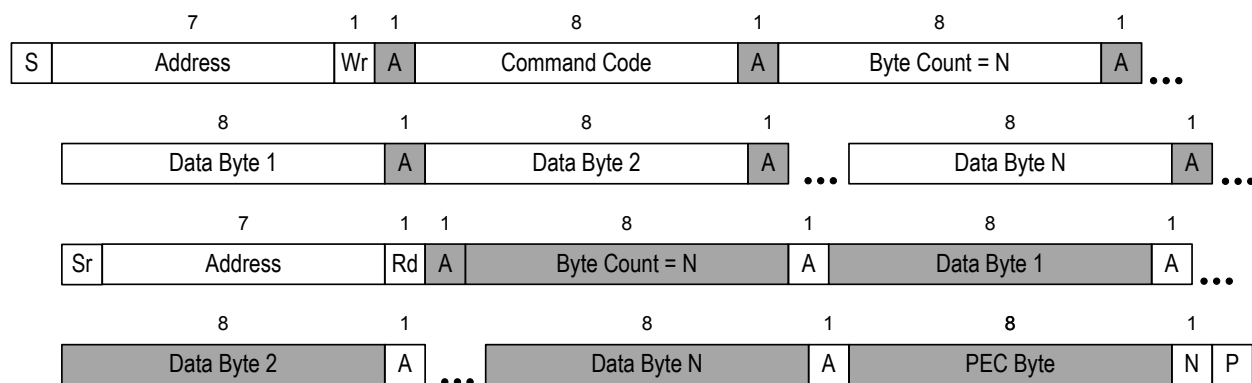 7 1 1 8 1 8 1
S Address Wr A Command Code A Byte Count = N A ...
8 1 8 1 8 1
Data Byte 1 A Data Byte 2 A ... Data Byte N A ...
7 1 1 8 1 8 1
Sr Address Rd A Byte Count = N A Data Byte 1 A ...
8 1 8 1 8 1
Data Byte 2 A ... Data Byte N A PEC Byte N P